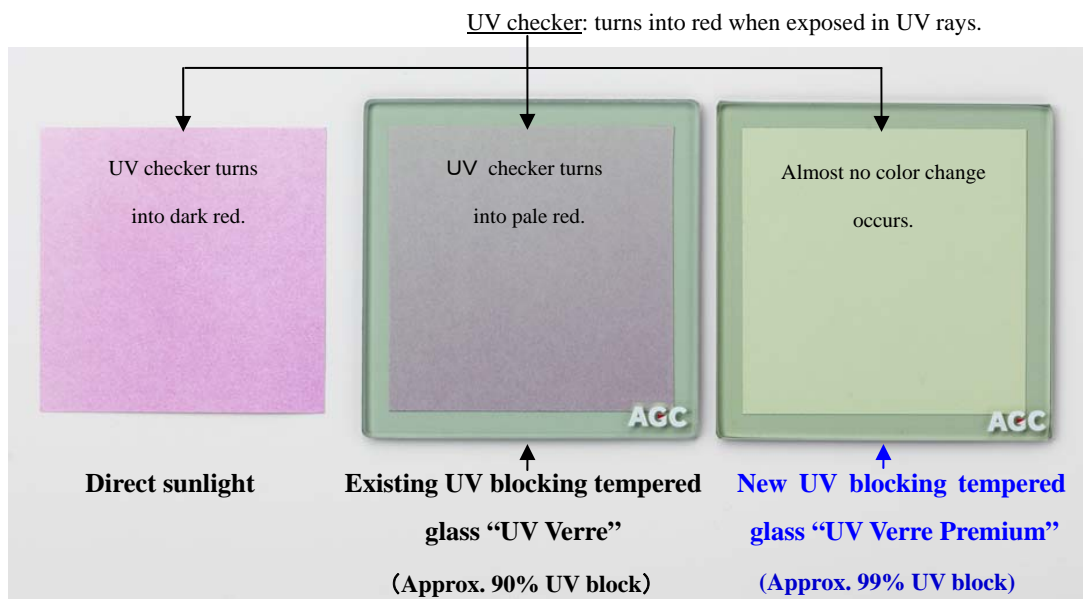 UV checker: turns into red when exposed in UV rays.
UV checker turns
into dark red.
UV checker turns
into pale red.
Almost no color change
occurs.
AGC
AGC
Direct sunlight
Existing UV blocking tempered
glass “UV Verre”
（Approx. 90% UV block）
New UV blocking tempered
glass “UV Verre Premium”
(Approx. 99% UV block)